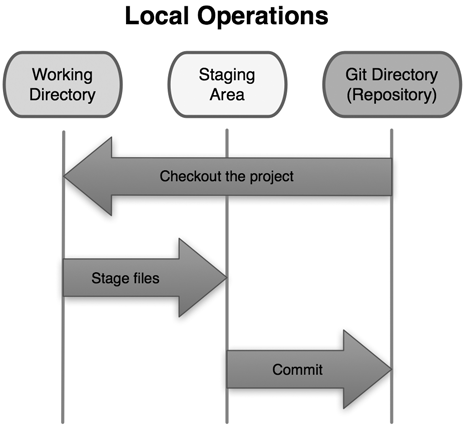 Local Operations
Working
Directory
Staging
Area
Git Directory
(Repository)
Checkout the project
Stage files
Commit